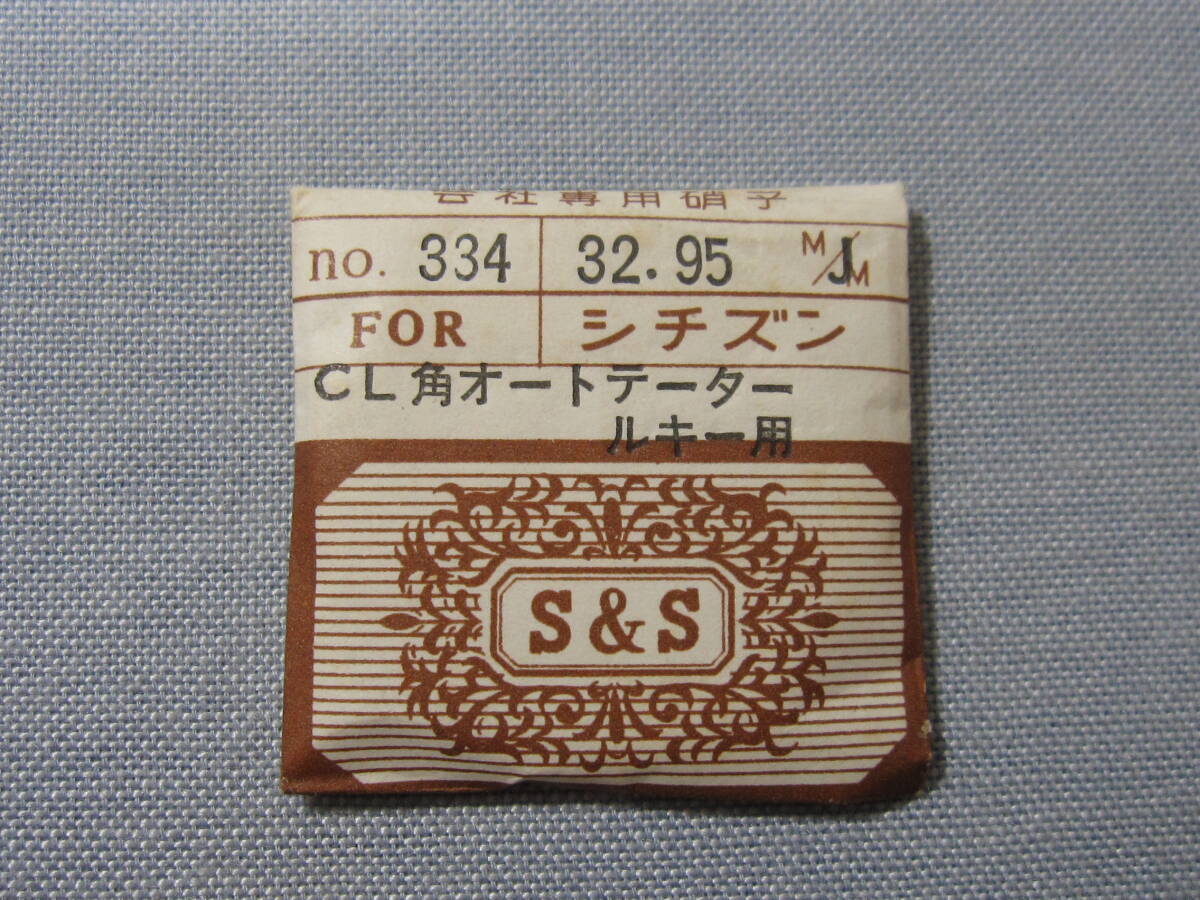 会社専用硝子
no. 334 32.95 M/M J
FOR シチズン
CL角オートテーター
ルキー用
S&S